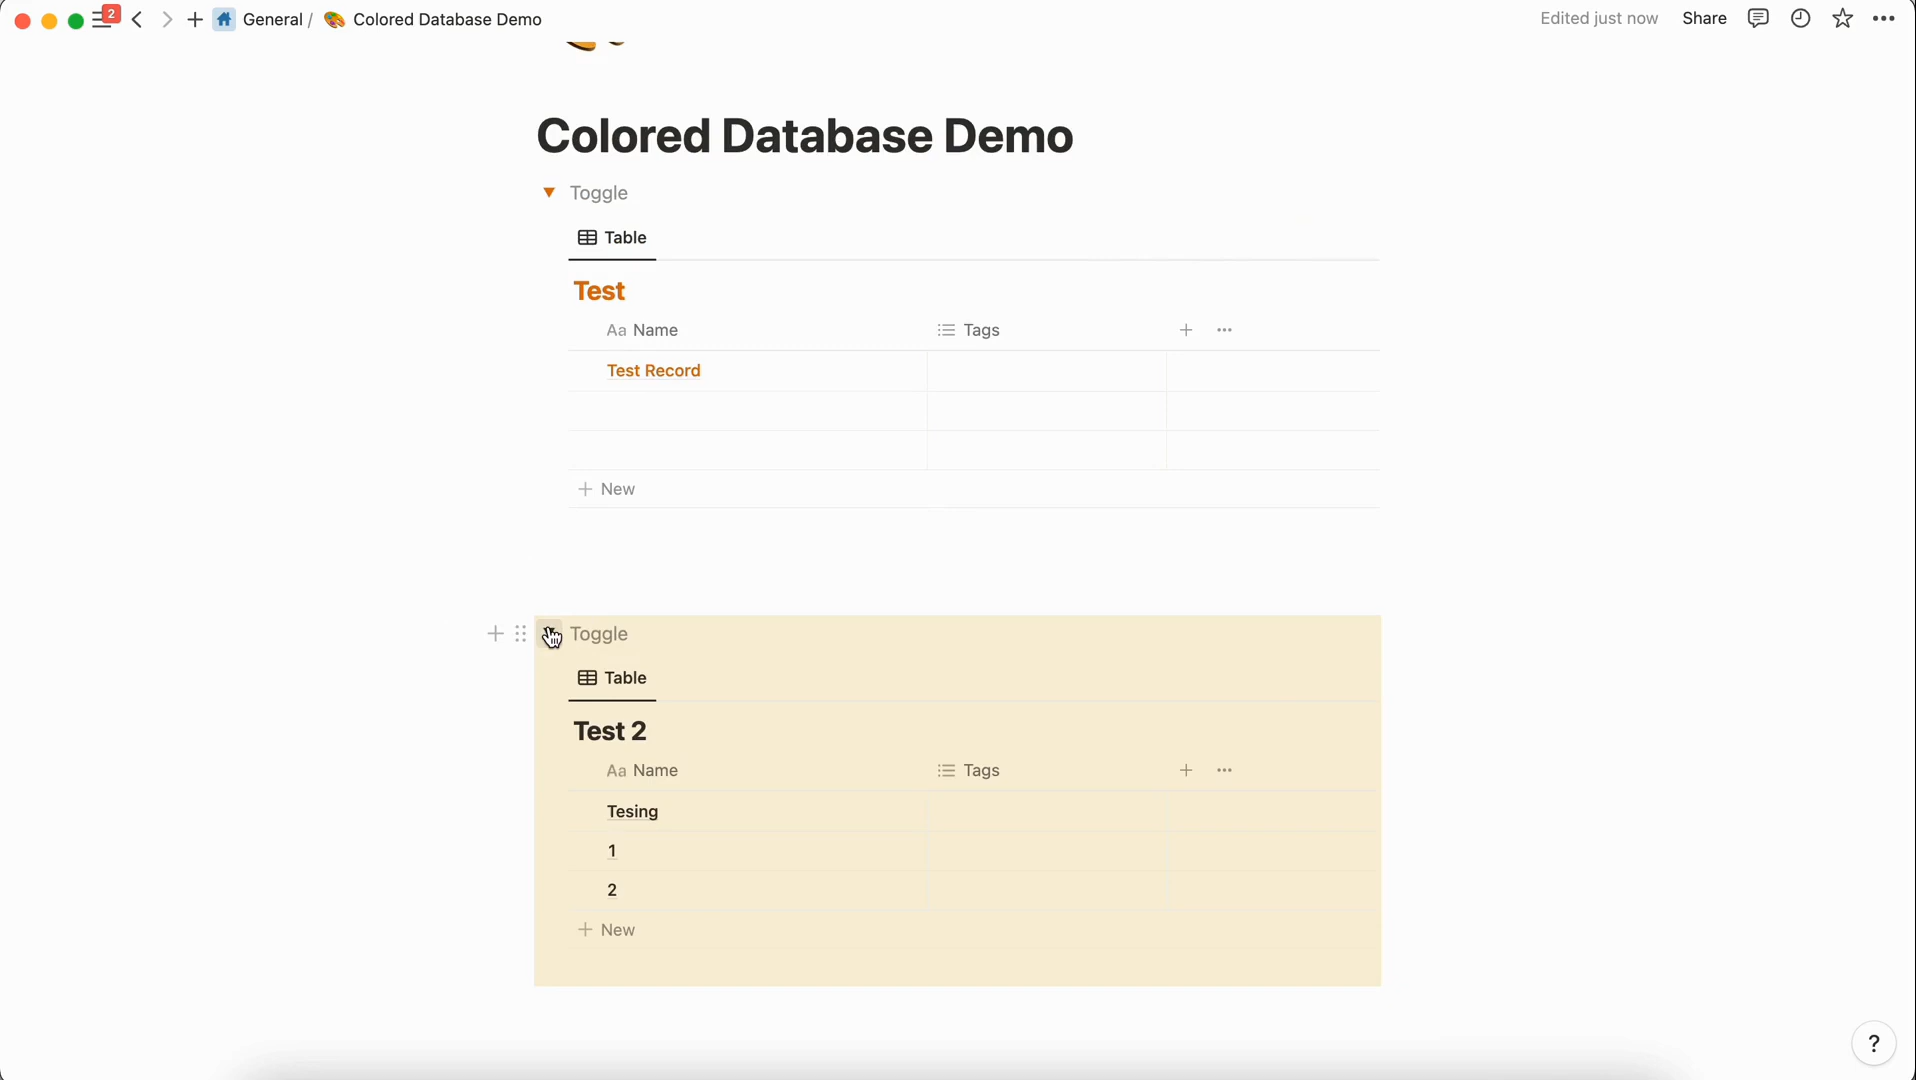 2
General / Colored Database Demo
Edited just now
Share
Colored Database Demo
Toggle
Table
Test
Aa Name
Tags
Test Record
New
Toggle
Table
Test 2
Aa Name
Tags
Tesing
1
2
New
?